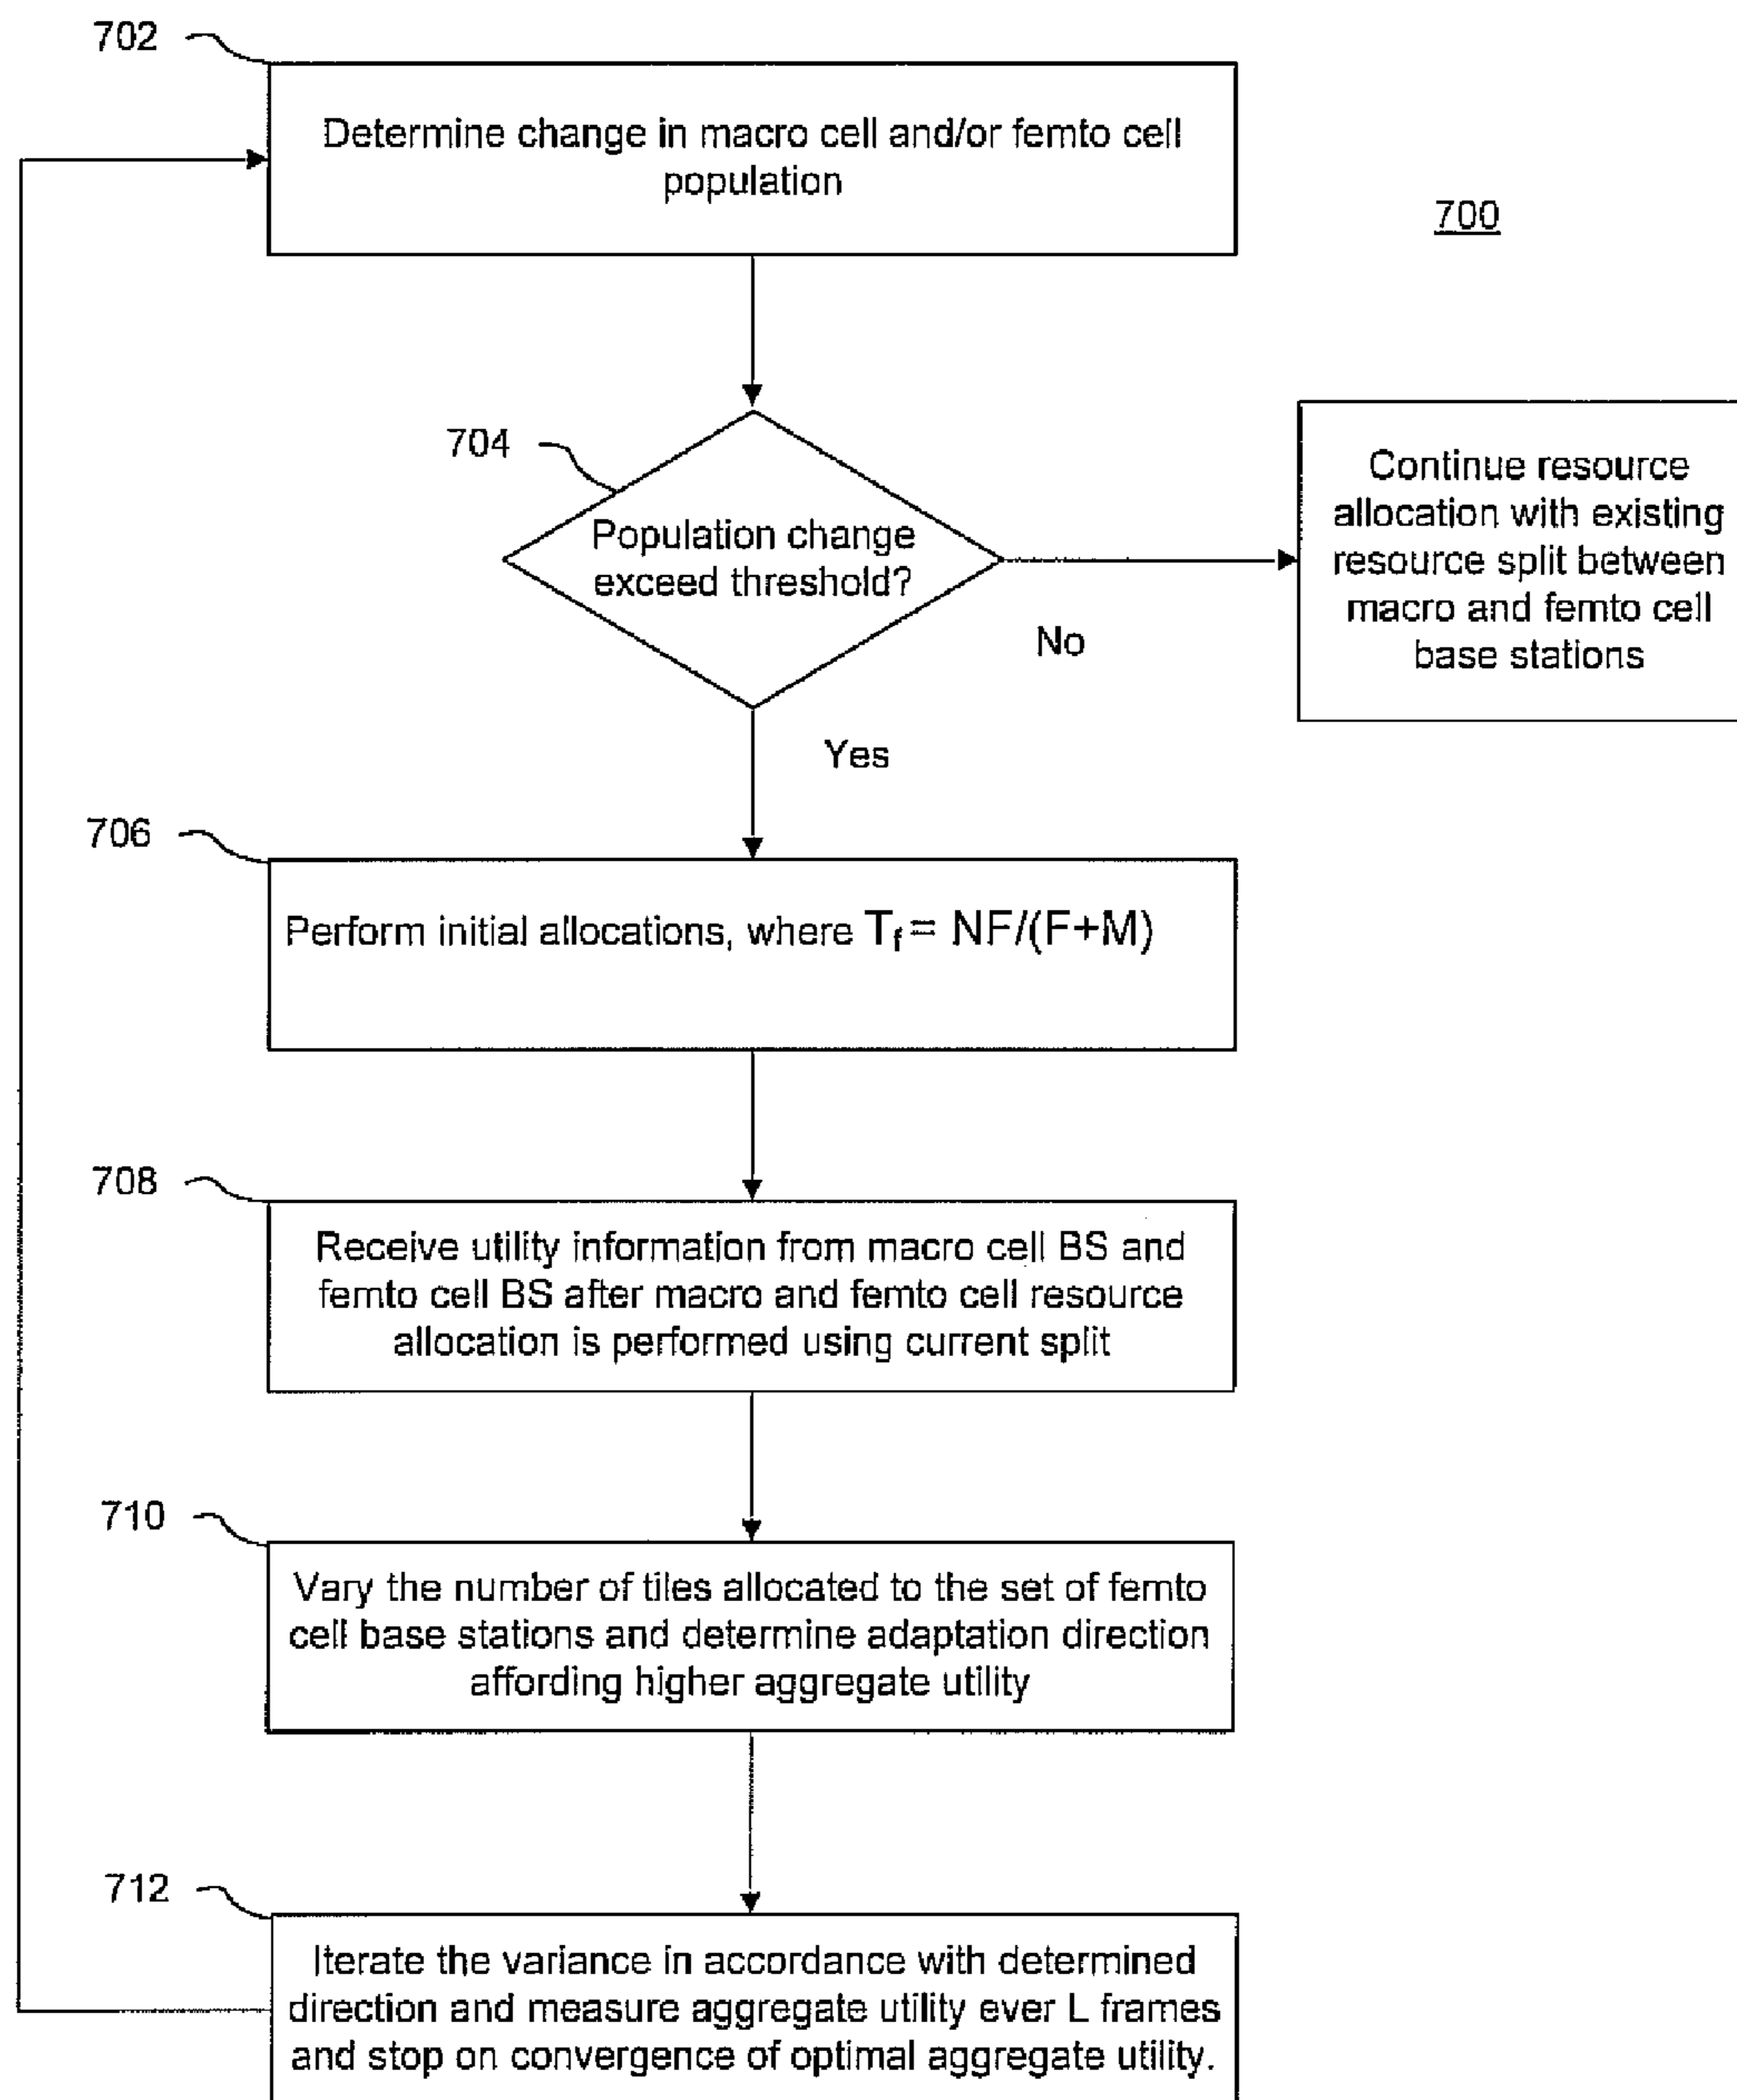 702
Determine change in macro cell and/or femto cell
population
700
704
Population change
exceed threshold?
No
Continue resource
allocation with existing
resource split between
macro and femto cell
base stations
Yes
706
Perform initial allocations, where Tf = NF/(F+M)
708
Receive utility information from macro cell BS and
femto cell BS after macro and femto cell resource
allocation is performed using current split
710
Vary the number of tiles allocated to the set of femto
cell base stations and determine adaptation direction
affording higher aggregate utility
712
Iterate the variance in accordance with determined
direction and measure aggregate utility ever L frames
and stop on convergence of optimal aggregate utility.